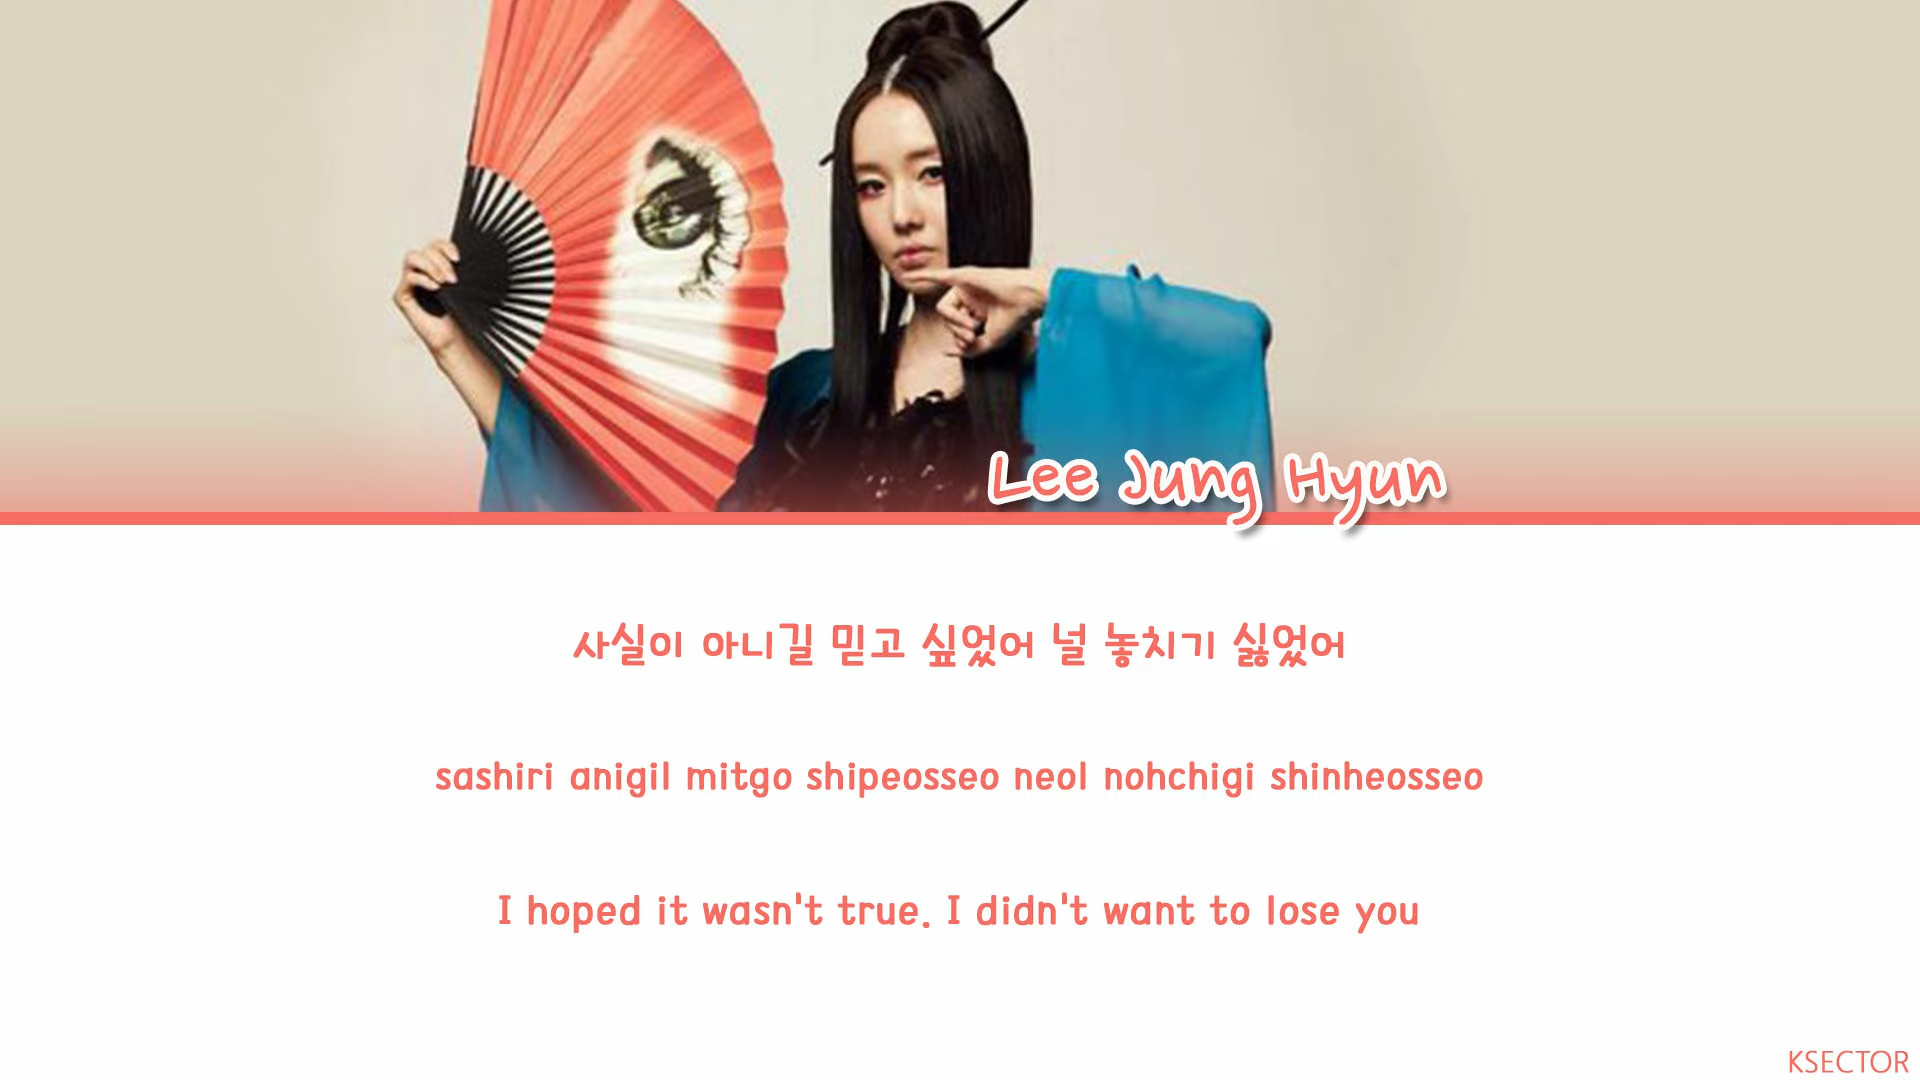 Lee Jung Hyun
사실이 아니길 믿고 싶었어 널 놓치기 싫었어
sashiri anigil mitgo shipeosseo neol nohchigi shinheosseo
I hoped it wasn't true. I didn't want to lose you
KSECTOR